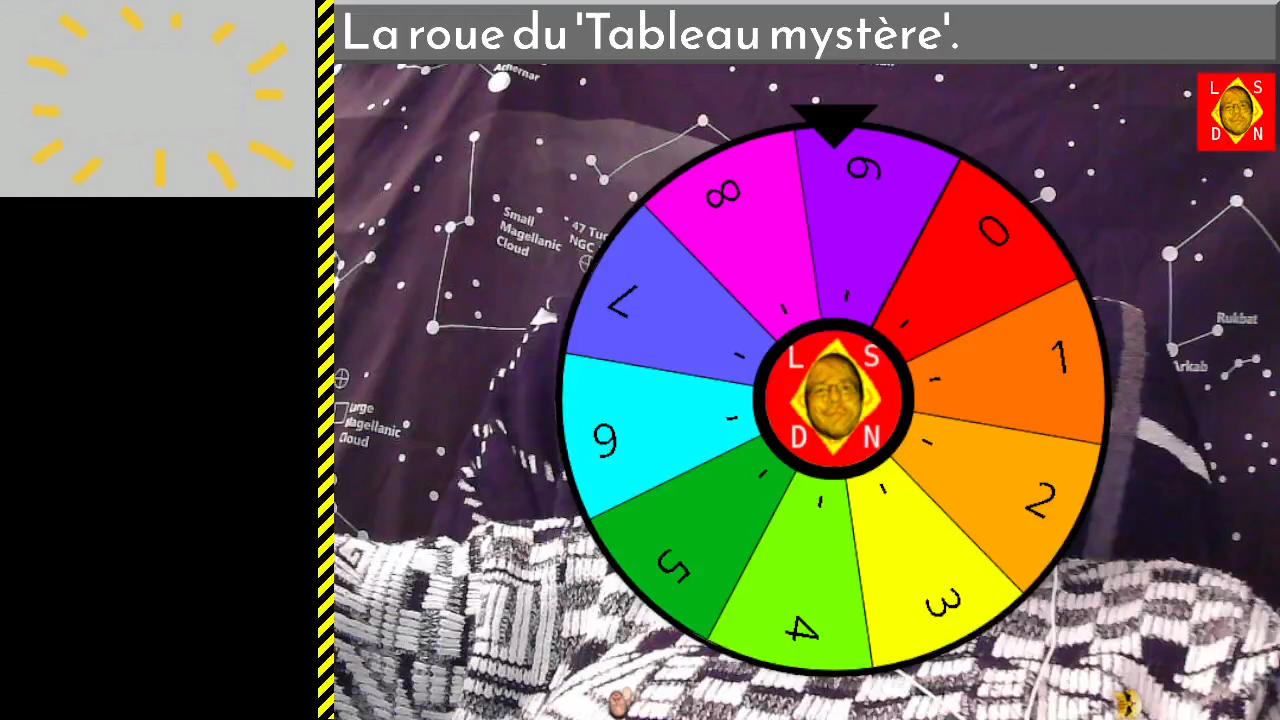 La roue du 'Tableau mystère'.
Achernar
L S
D N
Small
Magellanic
Cloud
47 Tuc
NGC
8
9
0
7
1
6
2
5
4
3
L S
D N
Rukbat
Arkab
Magellanic
Cloud